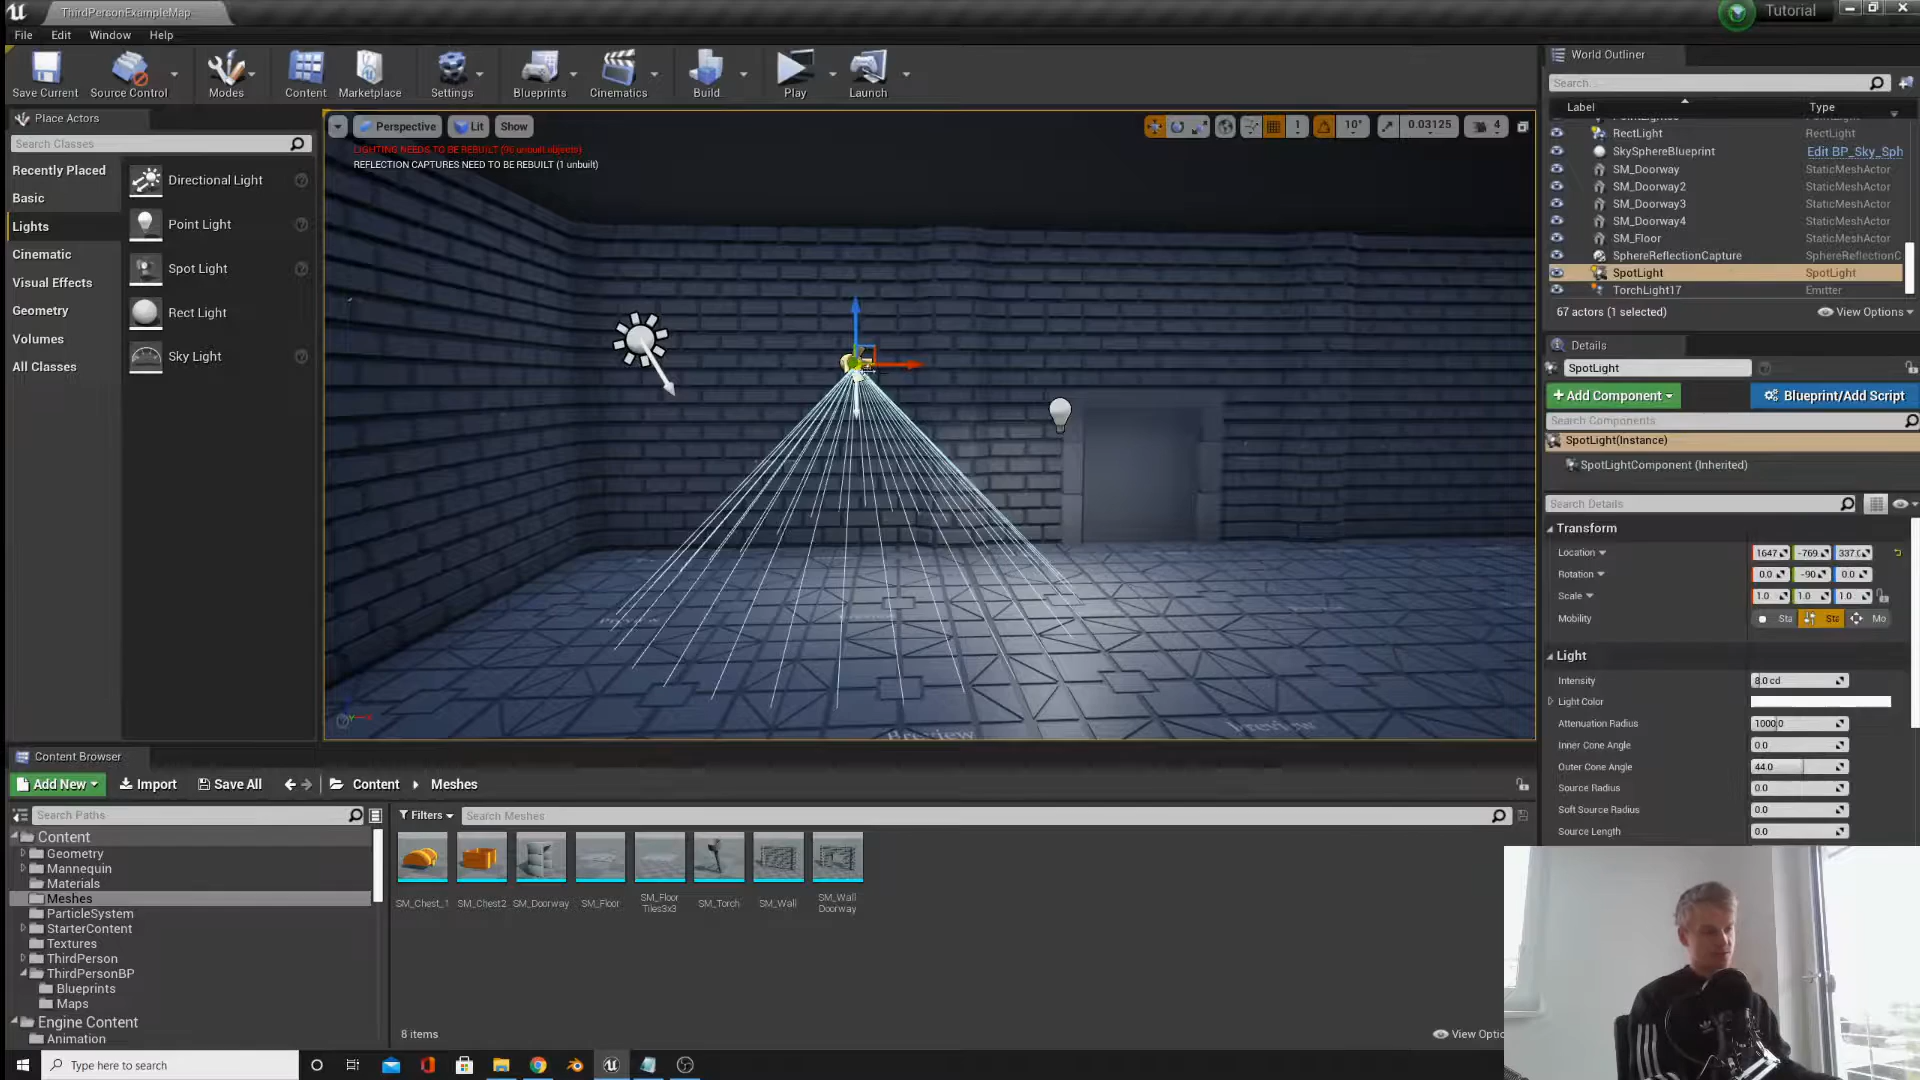 ThirdPersonExampleMap
Tutorial
File Edit Window Help
Save Current
Source Control
Modes
Content
Marketplace
Settings
Blueprints
Cinematics
Build
Play
Launch
Place Actors
Search Classes
Recently Placed
Basic
Lights
Cinematic
Visual Effects
Geometry
Volumes
All Classes
Directional Light
Point Light
Spot Light
Rect Light
Sky Light
Perspective Lit Show
1 10° 0.03125 4
LIGHTING NEEDS TO BE REBUILT (96 unbuilt objects)
REFLECTION CAPTURES NEED TO BE REBUILT (1 unbuilt)
Preview
Preview
World Outliner
Search...
Label Type
RectLight RectLight
SkySphereBlueprint Edit BP_Sky_Sph
SM_Doorway StaticMeshActor
SM_Doorway2 StaticMeshActor
SM_Doorway3 StaticMeshActor
SM_Doorway4 StaticMeshActor
SM_Floor StaticMeshActor
SphereReflectionCapture SphereReflectionC
SpotLight SpotLight
TorchLight17 Emitter
67 actors (1 selected) View Options
Details
SpotLight
+ Add Component Blueprint/Add Script
Search Components
SpotLight(Instance)
SpotLightComponent (Inherited)
Search Details
Transform
Location 1647 -769 337.
Rotation 0.0 -90 0.0
Scale 1.0 1.0 1.0
Mobility Sta Sta Mo
Light
Intensity 8.0 cd
Light Color
Attenuation Radius 1000.0
Inner Cone Angle 0.0
Outer Cone Angle 44.0
Source Radius 0.0
Soft Source Radius 0.0
Source Length 0.0
Content Browser
Add New Import Save All Content Meshes
Search Paths
Filters Search Meshes
Content
Geometry
Mannequin
Materials
Meshes
ParticleSystem
StarterContent
Textures
ThirdPerson
ThirdPersonBP
Blueprints
Maps
Engine Content
Animation
SM_Chest_1
SM_Chest2
SM_Doorway
SM_Floor
SM_Floor
Tiles3x3
SM_Torch
SM_Wall
SM_Wall
Doorway
8 items View Optio
Type here to search